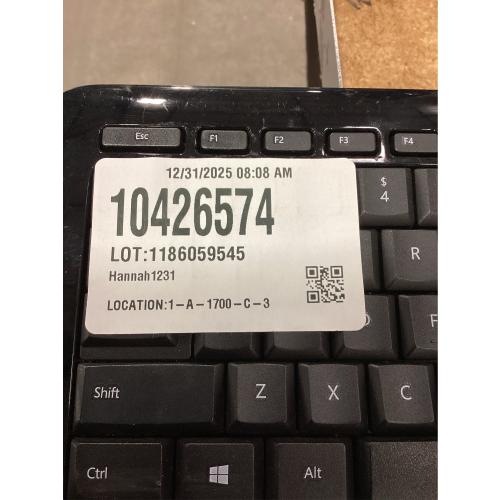 Esc F1 F2 F3 F4
12/31/2025 08:08 AM
10426574
LOT:1186059545
Hannah1231
LOCATION:1-A-1700-C-3
$
4
R
F
Shift Z X C
Ctrl Alt